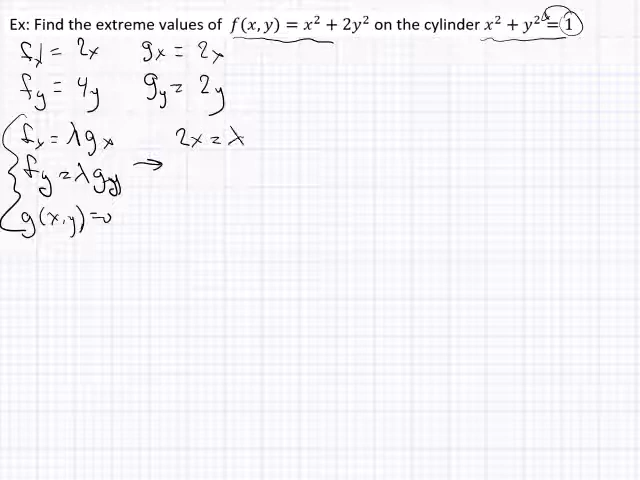 Ex: Find the extreme values of f(x, y) = x² + 2y² on the cylinder x² + y² = 1
fx = 2x gx = 2x
fy = 4y gy = 2y
fx = λgx 2x = λ
fy = λgy →
g(x,y) = 0